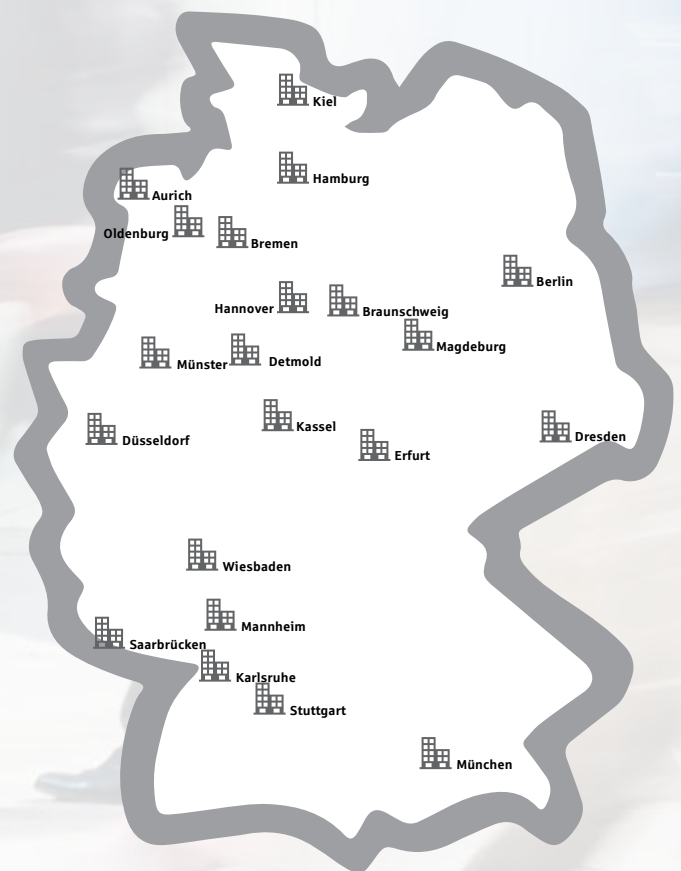 Kiel
Hamburg
Aurich
Oldenburg
Bremen
Berlin
Hannover
Braunschweig
Magdeburg
Münster
Detmold
Kassel
Düsseldorf
Dresden
Erfurt
Wiesbaden
Mannheim
Saarbrücken
Karlsruhe
Stuttgart
München